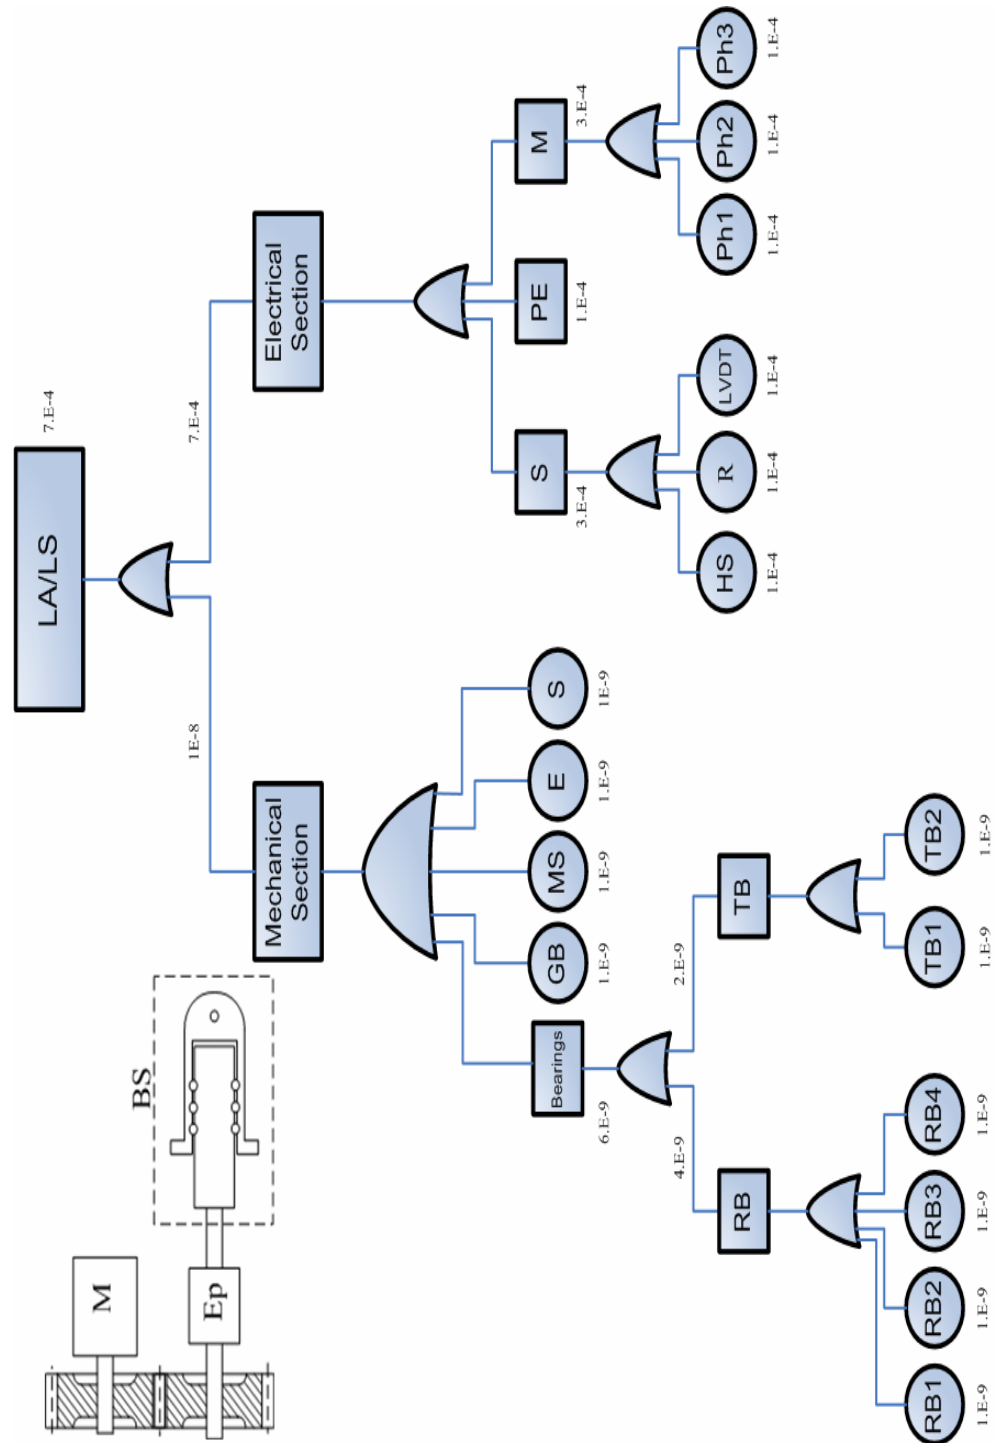 LA/LS
7.E-4
1E-8
7.E-4
Mechanical
Section
Electrical
Section
BS
M
Ep
Bearings
6.E-9
GB
1.E-9
MS
1.E-9
E
1.E-9
S
1E-9
S
3.E-4
PE
1.E-4
M
3.E-4
HS
1.E-4
R
1.E-4
LVDT
1.E-4
Ph1
1.E-4
Ph2
1.E-4
Ph3
1.E-4
4.E-9
2.E-9
RB
TB
RB1
1.E-9
RB2
1.E-9
RB3
1.E-9
RB4
1.E-9
TB1
1.E-9
TB2
1.E-9